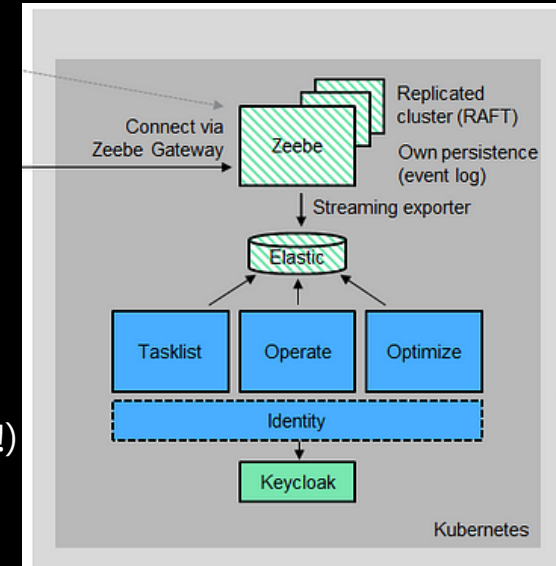 Replicated
cluster (RAFT)
Connect via
Zeebe Gateway
Zeebe
Own persistence
(event log)
Streaming exporter
Elastic
Tasklist
Operate
Optimize
Identity
!)
Keycloak
Kubernetes